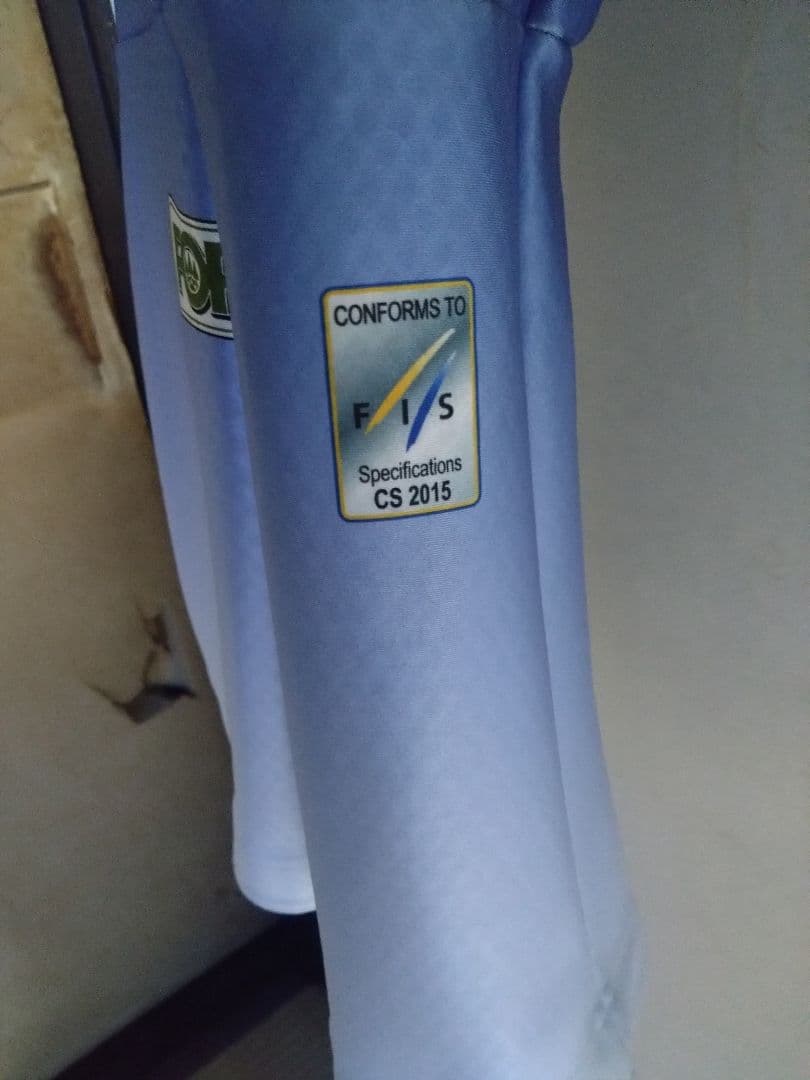 CONFORMS TO
F I S
Specifications
CS 2015